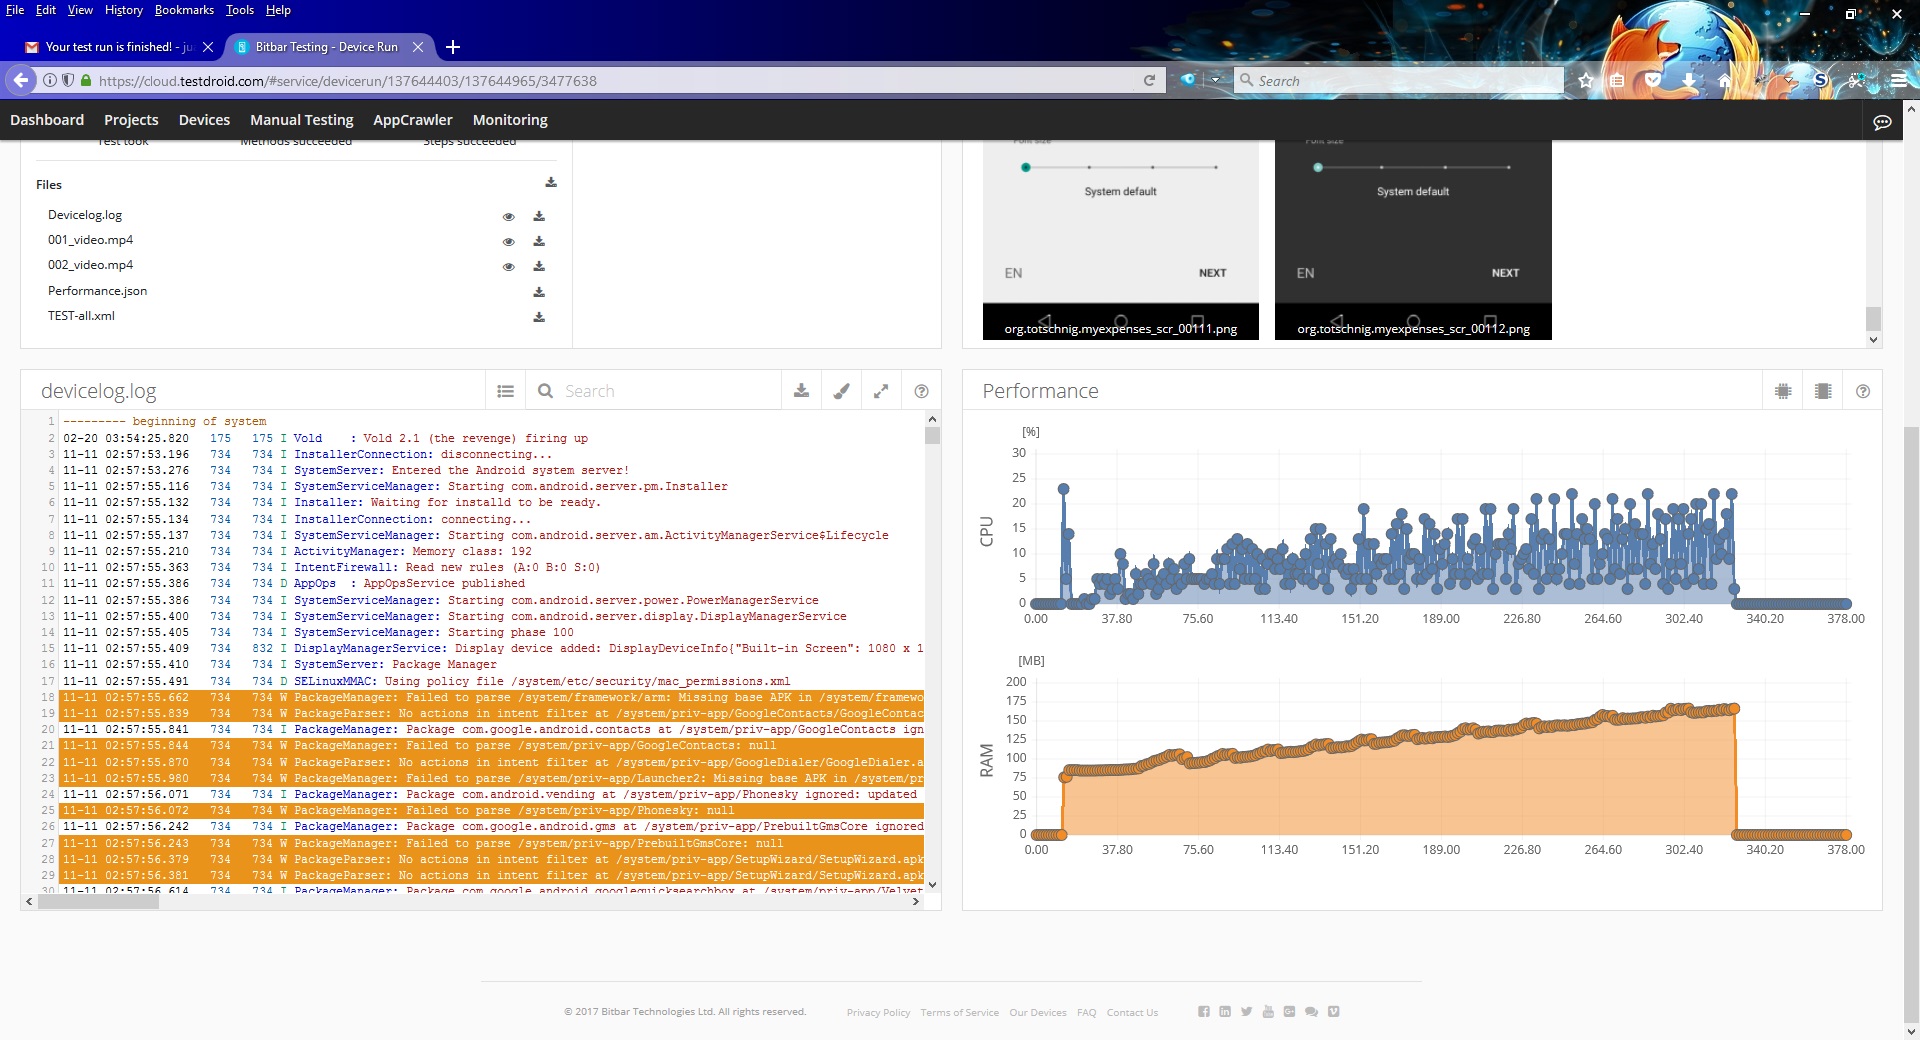 File Edit View History Bookmarks Tools Help
Your test run is finished! - ju
Bitbar Testing - Device Run
https://cloud.testdroid.com/#service/devicerun/137644403/137644965/3477638
Search
Dashboard Projects Devices Manual Testing AppCrawler Monitoring
Test took Methods succeeded Steps succeeded
Files
Devicelog.log
001_video.mp4
002_video.mp4
Performance.json
TEST-all.xml
Font size Font size
System default System default
EN NEXT EN NEXT
org.totschnig.myexpenses_scr_00111.png org.totschnig.myexpenses_scr_00112.png
devicelog.log
Search
1 --------- beginning of system
2 02-20 03:54:25.820 175 175 I Vold : Vold 2.1 (the revenge) firing up
3 11-11 02:57:53.196 734 734 I InstallerConnection: disconnecting...
4 11-11 02:57:53.276 734 734 I SystemServer: Entered the Android system server!
5 11-11 02:57:55.116 734 734 I SystemServiceManager: Starting com.android.server.pm.Installer
6 11-11 02:57:55.132 734 734 I Installer: Waiting for installd to be ready.
7 11-11 02:57:55.134 734 734 I InstallerConnection: connecting...
8 11-11 02:57:55.137 734 734 I SystemServiceManager: Starting com.android.server.am.ActivityManagerService$Lifecycle
9 11-11 02:57:55.210 734 734 I ActivityManager: Memory class: 192
10 11-11 02:57:55.363 734 734 I IntentFirewall: Read new rules (A:0 B:0 S:0)
11 11-11 02:57:55.386 734 734 D AppOps : AppOpsService published
12 11-11 02:57:55.386 734 734 I SystemServiceManager: Starting com.android.server.power.PowerManagerService
13 11-11 02:57:55.400 734 734 I SystemServiceManager: Starting com.android.server.display.DisplayManagerService
14 11-11 02:57:55.405 734 734 I SystemServiceManager: Starting phase 100
15 11-11 02:57:55.409 734 832 I DisplayManagerService: Display device added: DisplayDeviceInfo{"Built-in Screen": 1080 x 1
16 11-11 02:57:55.410 734 734 I SystemServer: Package Manager
17 11-11 02:57:55.491 734 734 D SELinuxMMAC: Using policy file /system/etc/security/mac_permissions.xml
18 11-11 02:57:55.662 734 734 W PackageManager: Failed to parse /system/framework/arm: Missing base APK in /system/framewo
19 11-11 02:57:55.839 734 734 W PackageParser: No actions in intent filter at /system/priv-app/GoogleContacts/GoogleContac
20 11-11 02:57:55.841 734 734 I PackageManager: Package com.google.android.contacts at /system/priv-app/GoogleContacts ign
21 11-11 02:57:55.844 734 734 W PackageManager: Failed to parse /system/priv-app/GoogleContacts: null
22 11-11 02:57:55.870 734 734 W PackageParser: No actions in intent filter at /system/priv-app/GoogleDialer/GoogleDialer.a
23 11-11 02:57:55.980 734 734 W PackageManager: Failed to parse /system/priv-app/Launcher2: Missing base APK in /system/pr
24 11-11 02:57:56.071 734 734 I PackageManager: Package com.android.vending at /system/priv-app/Phonesky ignored: updated
25 11-11 02:57:56.072 734 734 W PackageManager: Failed to parse /system/priv-app/Phonesky: null
26 11-11 02:57:56.242 734 734 I PackageManager: Package com.google.android.gms at /system/priv-app/PrebuiltGmsCore ignored
27 11-11 02:57:56.243 734 734 W PackageManager: Failed to parse /system/priv-app/PrebuiltGmsCore: null
28 11-11 02:57:56.379 734 734 W PackageParser: No actions in intent filter at /system/priv-app/SetupWizard/SetupWizard.apk
29 11-11 02:57:56.381 734 734 W PackageParser: No actions in intent filter at /system/priv-app/SetupWizard/SetupWizard.apk
30 11-11 02:57:56.614 734 734 I PackageManager: Package com.google.android.googlequicksearchbox at /system/priv-app/Velvet
Performance
[%]
30
25
20
15
10
5
0
CPU
0.00 37.80 75.60 113.40 151.20 189.00 226.80 264.60 302.40 340.20 378.00
[MB]
200
175
150
125
100
75
50
25
0
RAM
0.00 37.80 75.60 113.40 151.20 189.00 226.80 264.60 302.40 340.20 378.00
© 2017 Bitbar Technologies Ltd. All rights reserved. Privacy Policy Terms of Service Our Devices FAQ Contact Us